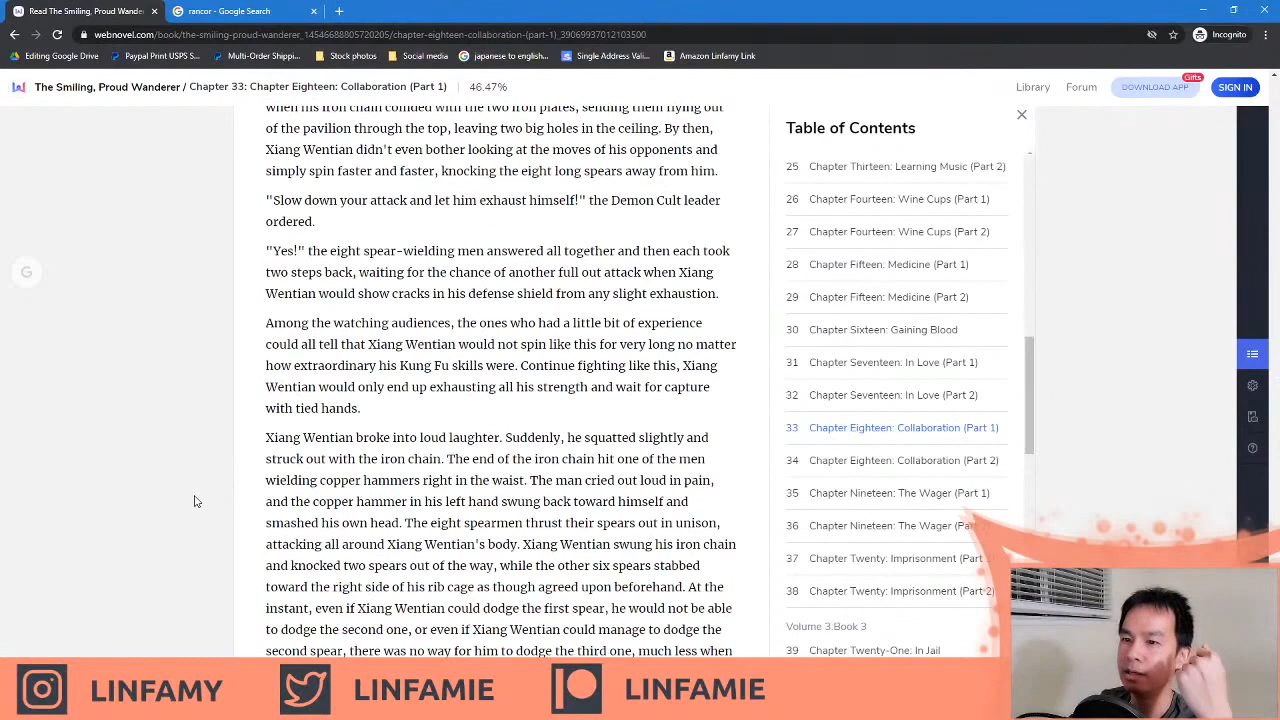 Read The Smiling, Proud Wander
rancor - Google Search
webnovel.com/book/the-smiling-proud-wanderer_14546688805720205/chapter-eighteen-collaboration-(part-1)_39069937012103500
Incognito
Editing Google Drive
Paypal Print USPS S...
Multi-Order Shippi...
Stock photos
Social media
japanese to english...
Single Address Vali...
Amazon Linfamy Link
The Smiling, Proud Wanderer / Chapter 33: Chapter Eighteen: Collaboration (Part 1)
46.47%
Library
Forum
DOWNLOAD APP
Gifts
SIGN IN
when his iron chain collided with the two iron plates, sending them flying out
of the pavilion through the top, leaving two big holes in the ceiling. By then,
Xiang Wentian didn't even bother looking at the moves of his opponents and
simply spin faster and faster, knocking the eight long spears away from him.
"Slow down your attack and let him exhaust himself!" the Demon Cult leader
ordered.
"Yes!" the eight spear-wielding men answered all together and then each took
two steps back, waiting for the chance of another full out attack when Xiang
Wentian would show cracks in his defense shield from any slight exhaustion.
Among the watching audiences, the ones who had a little bit of experience
could all tell that Xiang Wentian would not spin like this for very long no matter
how extraordinary his Kung Fu skills were. Continue fighting like this, Xiang
Wentian would only end up exhausting all his strength and wait for capture
with tied hands.
Xiang Wentian broke into loud laughter. Suddenly, he squatted slightly and
struck out with the iron chain. The end of the iron chain hit one of the men
wielding copper hammers right in the waist. The man cried out loud in pain,
and the copper hammer in his left hand swung back toward himself and
smashed his own head. The eight spearmen thrust their spears out in unison,
attacking all around Xiang Wentian's body. Xiang Wentian swung his iron chain
and knocked two spears out of the way, while the other six spears stabbed
toward the right side of his rib cage as though agreed upon beforehand. At the
instant, even if Xiang Wentian could dodge the first spear, he would not be able
to dodge the second one, or even if Xiang Wentian could manage to dodge the
second spear, there was no way for him to dodge the third one, much less when
Table of Contents
25 Chapter Thirteen: Learning Music (Part 2)
26 Chapter Fourteen: Wine Cups (Part 1)
27 Chapter Fourteen: Wine Cups (Part 2)
28 Chapter Fifteen: Medicine (Part 1)
29 Chapter Fifteen: Medicine (Part 2)
30 Chapter Sixteen: Gaining Blood
31 Chapter Seventeen: In Love (Part 1)
32 Chapter Seventeen: In Love (Part 2)
33 Chapter Eighteen: Collaboration (Part 1)
34 Chapter Eighteen: Collaboration (Part 2)
35 Chapter Nineteen: The Wager (Part 1)
36 Chapter Nineteen: The Wager (Par
37 Chapter Twenty: Imprisonment (Part
38 Chapter Twenty: Imprisonment (Part 2)
Volume 3.Book 3
39 Chapter Twenty-One: In Jail
LINFAMY
LINFAMIE
LINFAMIE